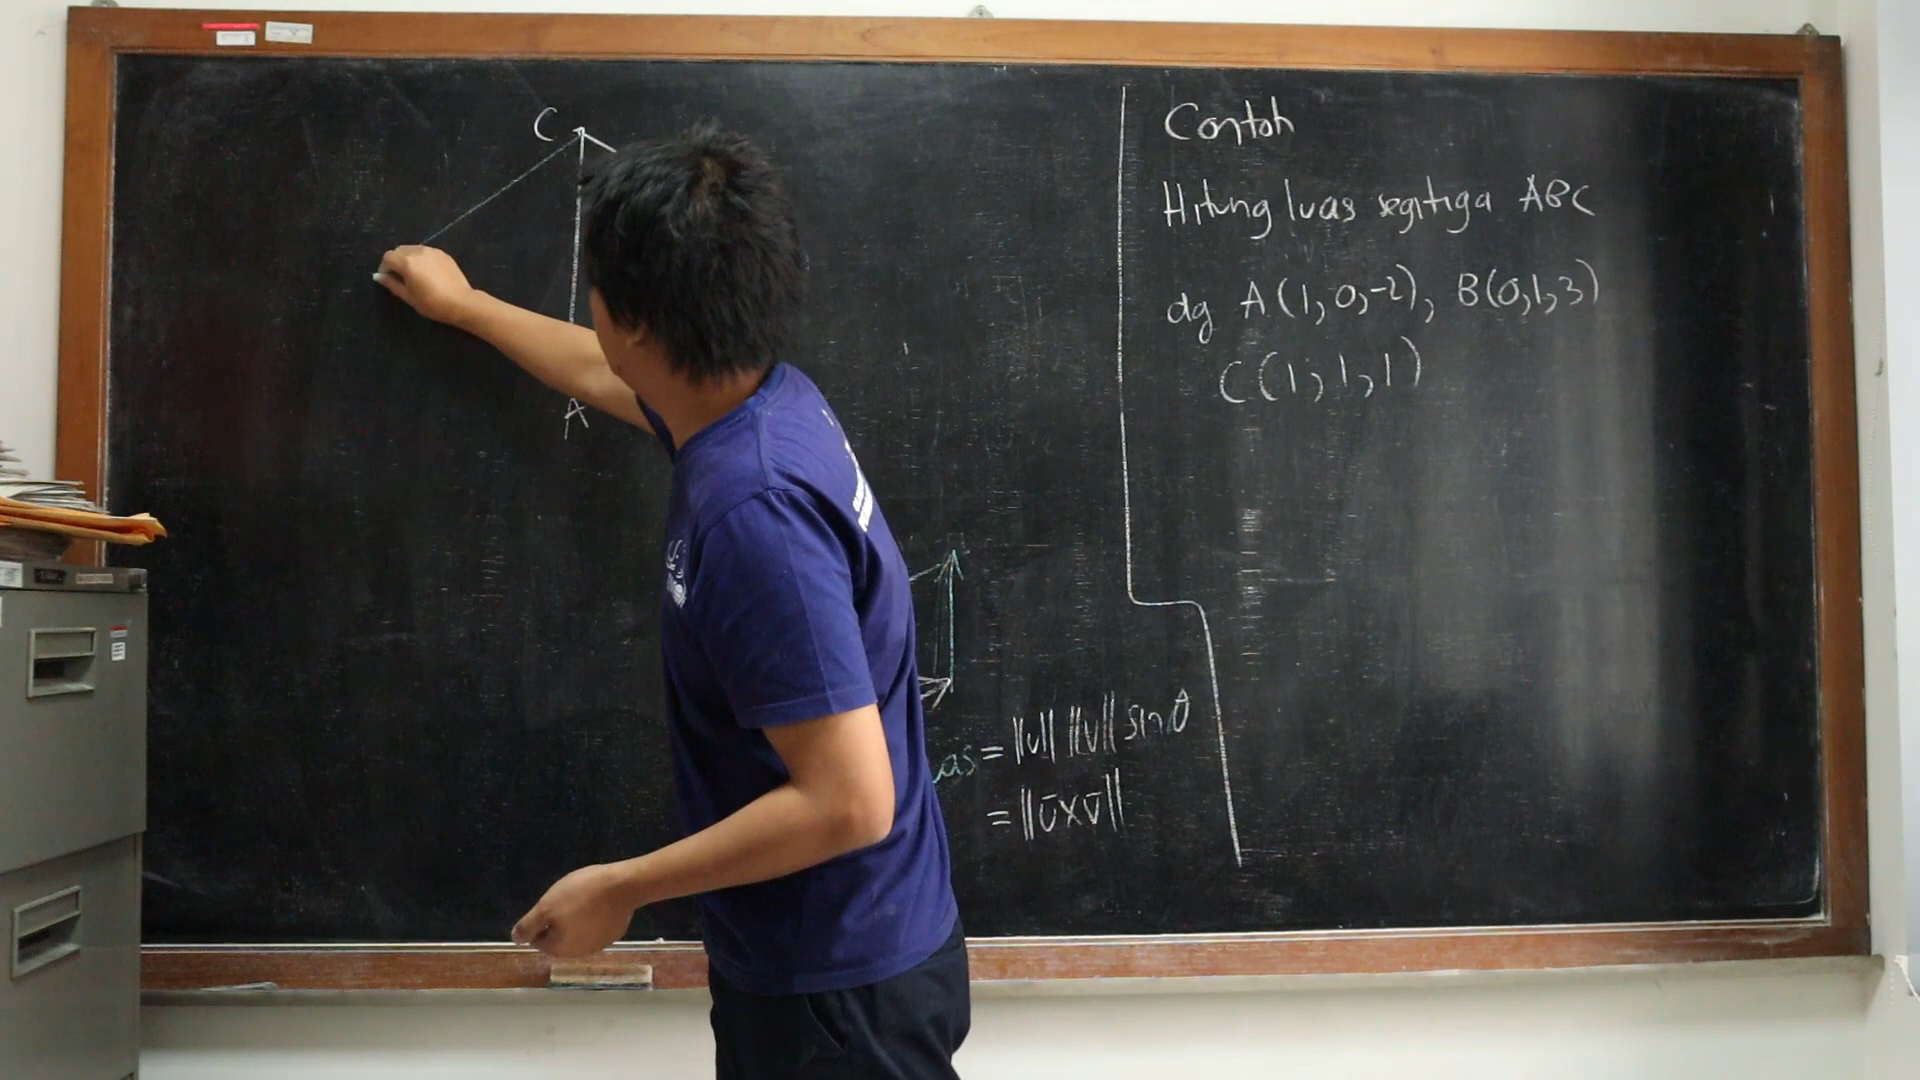 C
A
= ||u|| ||v|| sin θ
= ||ū×v̄||
Contoh
Hitung luas segitiga ABC
dg A(1,0,-2), B(0,1,3)
C(1,1,1)